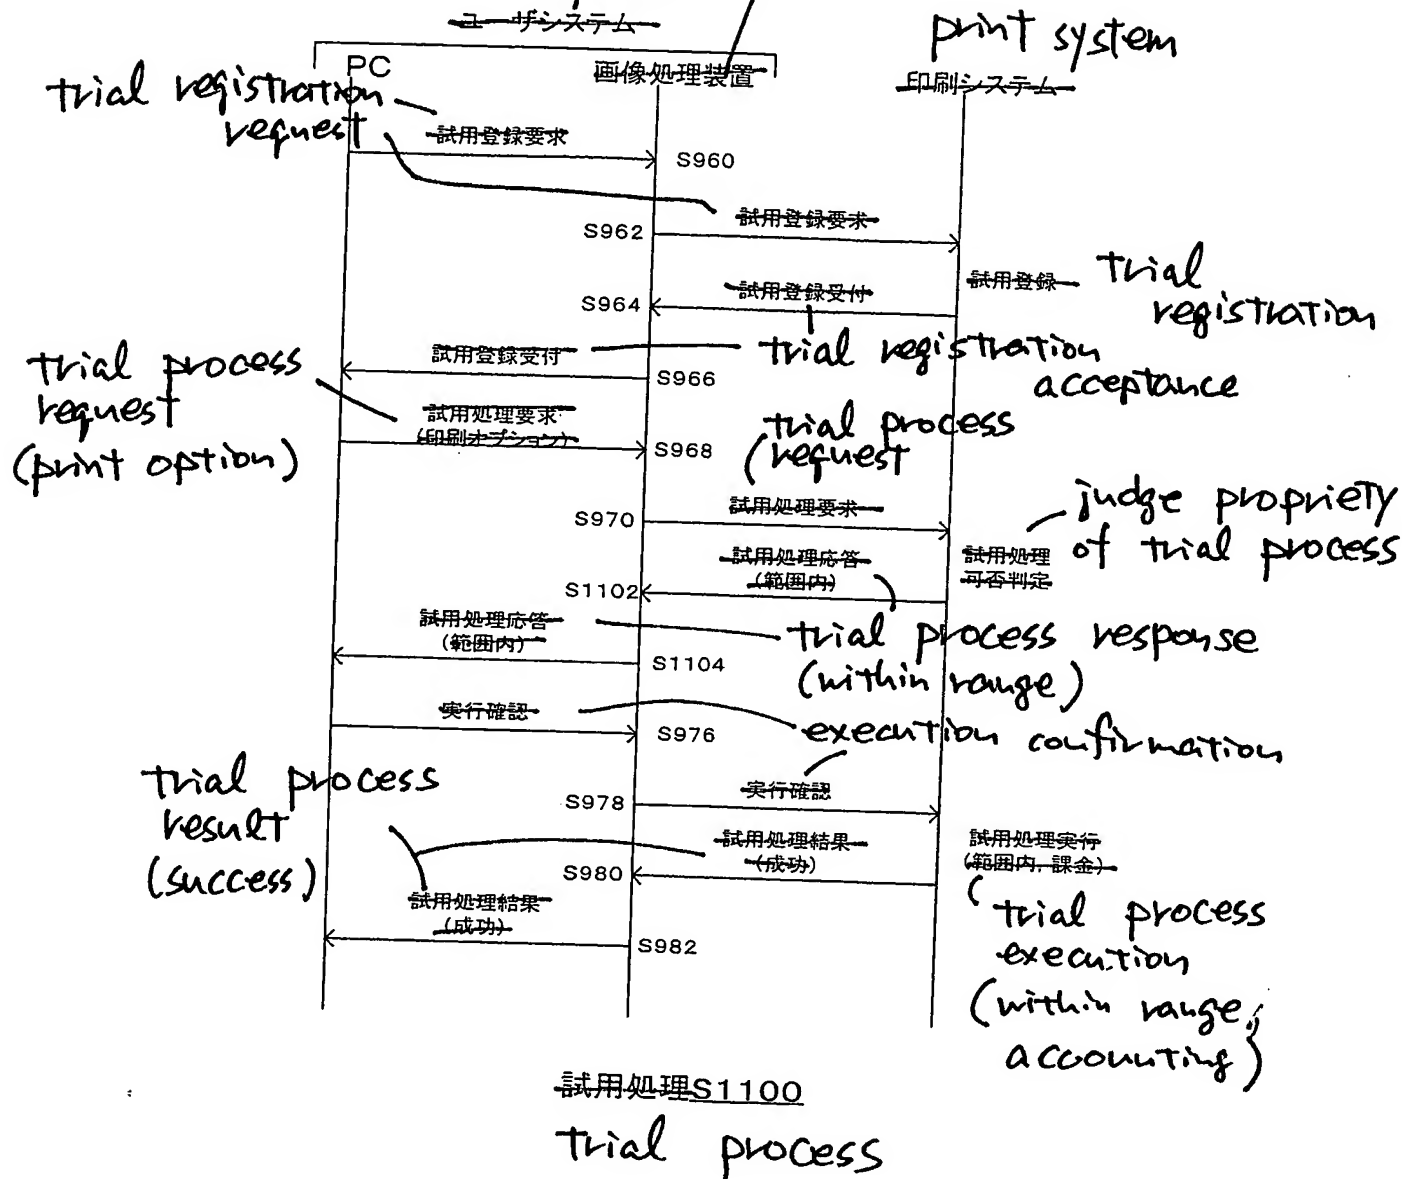 ユーザシステム
print system
PC
画像処理装置
印刷システム
trial registration
request
試用登録要求
S960
試用登録要求
S962
試用登録
trial
registration
試用登録受付
S964
試用登録受付
trial registration
acceptance
S966
trial process
request
(print option)
試用処理要求
(印刷オプション)
S968
trial process
(request
試用処理要求
S970
judge propriety
of trial process
試用処理
可否判定
試用処理応答
(範囲内)
S1102
試用処理応答
(範囲内)
trial process response
(within range)
S1104
実行確認
S976
execution confirmation
trial process
result
(success)
実行確認
S978
試用処理結果
(成功)
S980
試用処理実行
(範囲内, 課金)
試用処理結果
(成功)
S982
(trial process
execution
(within range,
accounting)
試用処理S1100
trial process